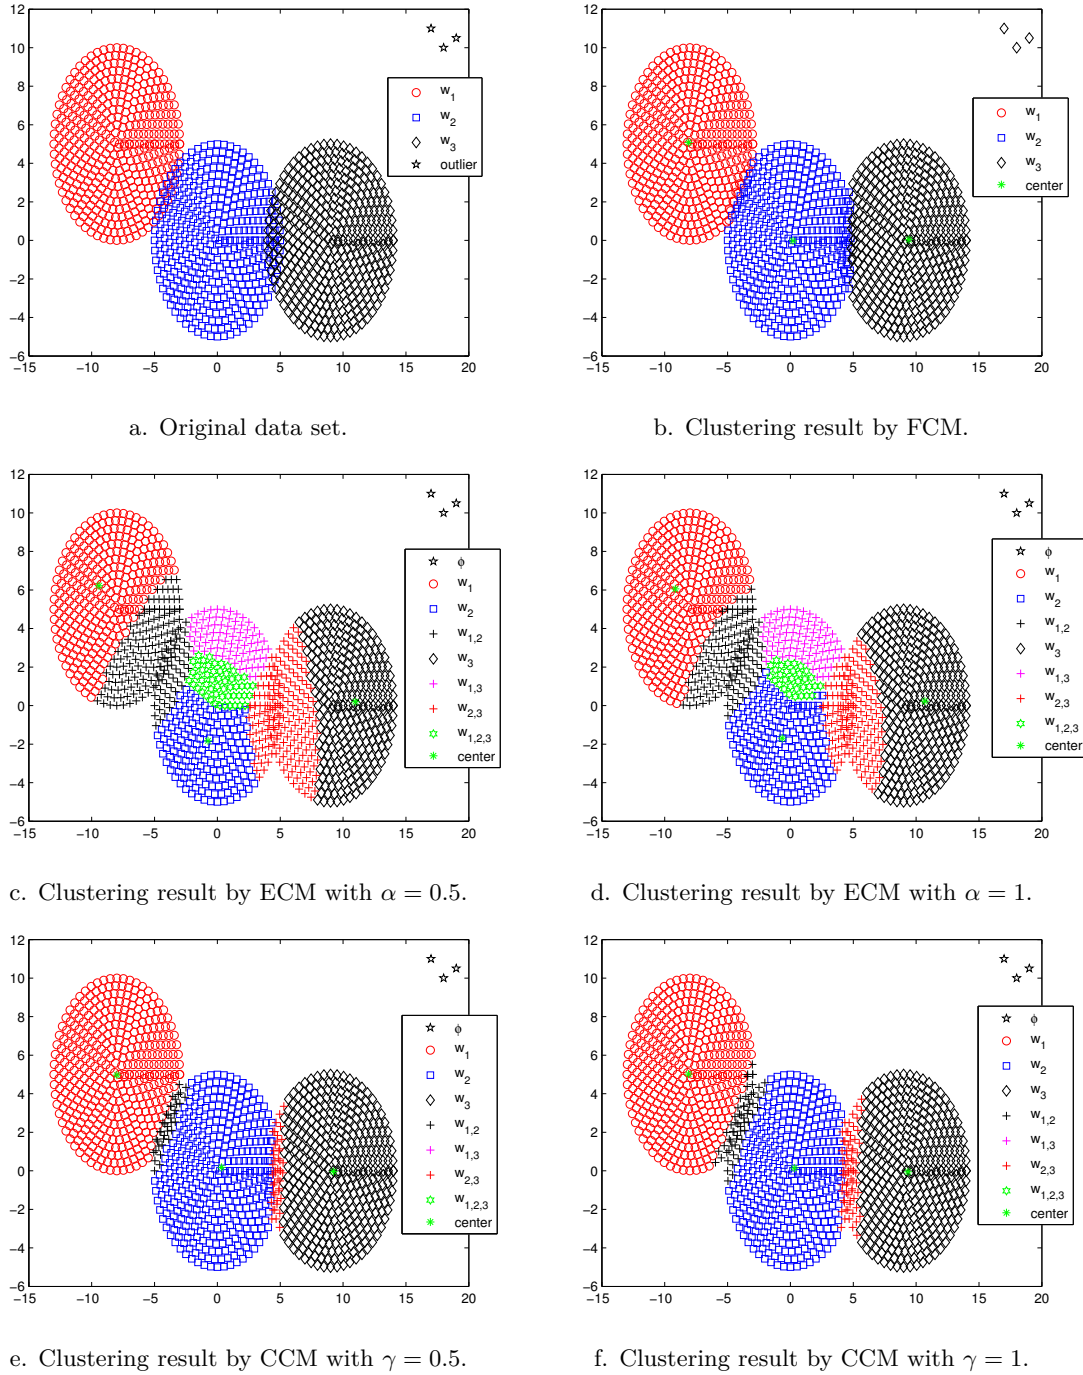 12
10
8
6
4
2
0
−2
−4
−6
−15 −10 −5 0 5 10 15 20
w1
w2
w3
outlier
a. Original data set.
12
10
8
6
4
2
0
−2
−4
−6
−15 −10 −5 0 5 10 15 20
w1
w2
w3
center
b. Clustering result by FCM.
12
10
8
6
4
2
0
−2
−4
−6
−15 −10 −5 0 5 10 15 20
ϕ
w1
w2
w1,2
w3
w1,3
w2,3
w1,2,3
center
c. Clustering result by ECM with α = 0.5.
12
10
8
6
4
2
0
−2
−4
−6
−15 −10 −5 0 5 10 15 20
ϕ
w1
w2
w1,2
w3
w1,3
w2,3
w1,2,3
center
d. Clustering result by ECM with α = 1.
12
10
8
6
4
2
0
−2
−4
−6
−15 −10 −5 0 5 10 15 20
ϕ
w1
w2
w3
w1,2
w1,3
w2,3
w1,2,3
center
e. Clustering result by CCM with γ = 0.5.
12
10
8
6
4
2
0
−2
−4
−6
−15 −10 −5 0 5 10 15 20
ϕ
w1
w2
w3
w1,2
w1,3
w2,3
w1,2,3
center
f. Clustering result by CCM with γ = 1.